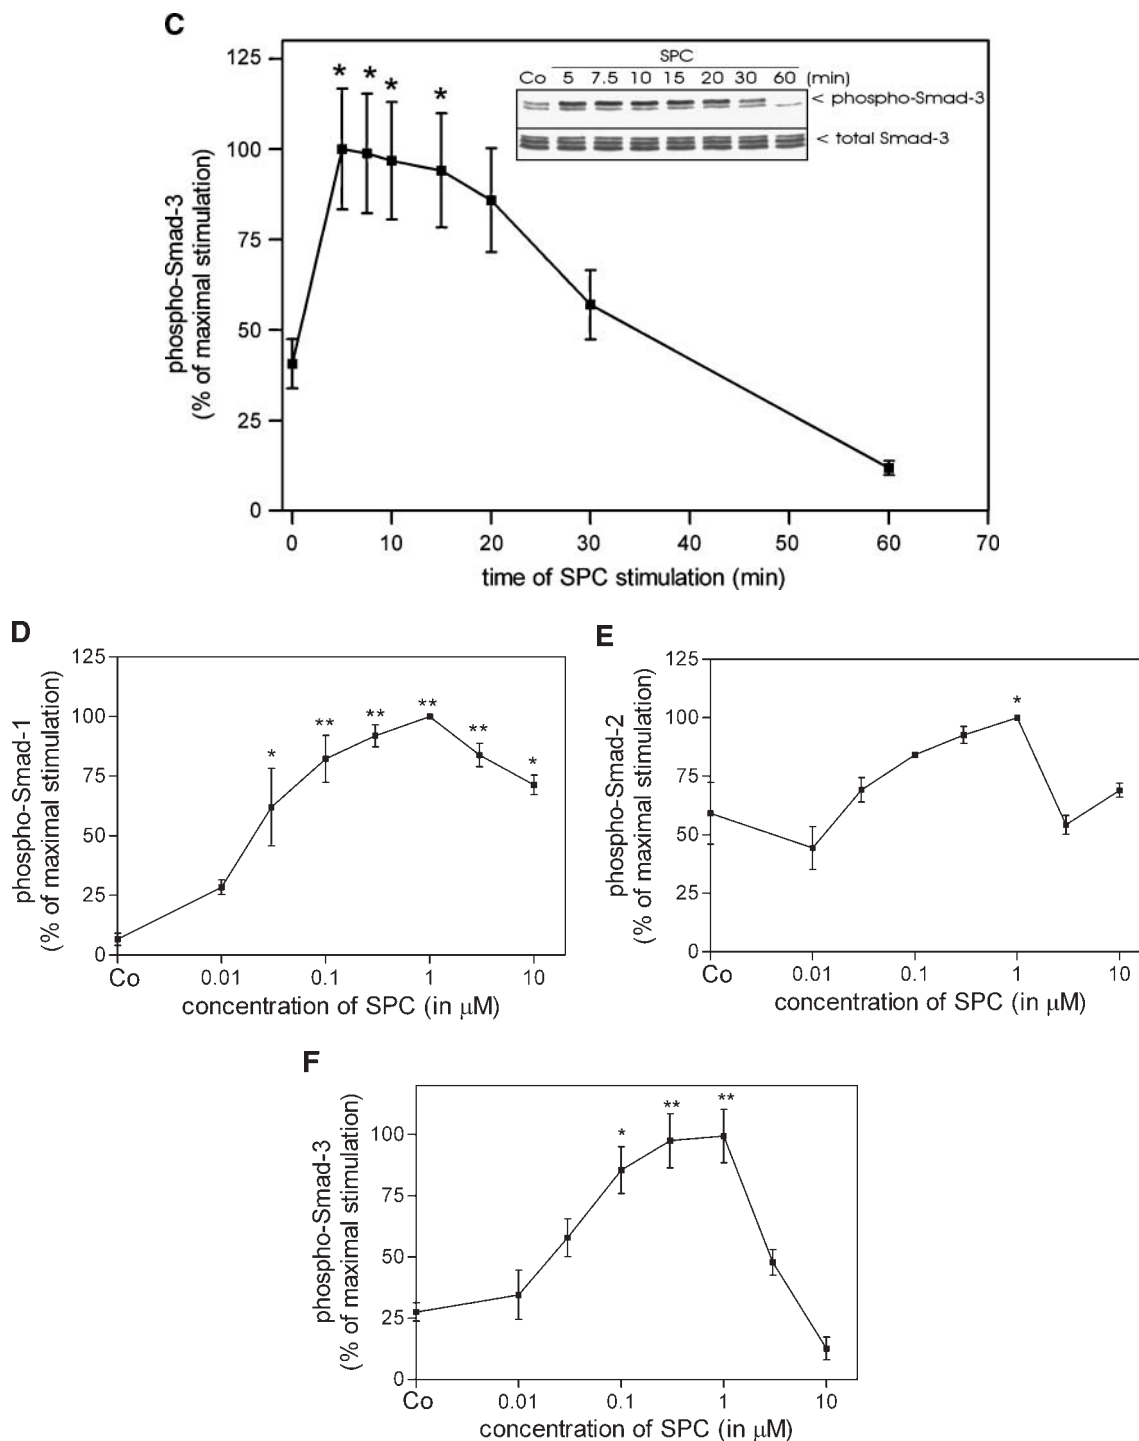 C
phospho-Smad-3
(% of maximal stimulation)
125
100
75
50
25
0
* * * *
SPC
Co 5 7.5 10 15 20 30 60 (min)
< phospho-Smad-3
< total Smad-3
0 10 20 30 40 50 60 70
time of SPC stimulation (min)
D
phospho-Smad-1
(% of maximal stimulation)
125
100
75
50
25
0
* ** ** ** ** *
Co 0.01 0.1 1 10
concentration of SPC (in μM)
E
phospho-Smad-2
(% of maximal stimulation)
125
100
75
50
25
0
*
Co 0.01 0.1 1 10
concentration of SPC (in μM)
F
phospho-Smad-3
(% of maximal stimulation)
100
75
50
25
0
* ** **
Co 0.01 0.1 1 10
concentration of SPC (in μM)